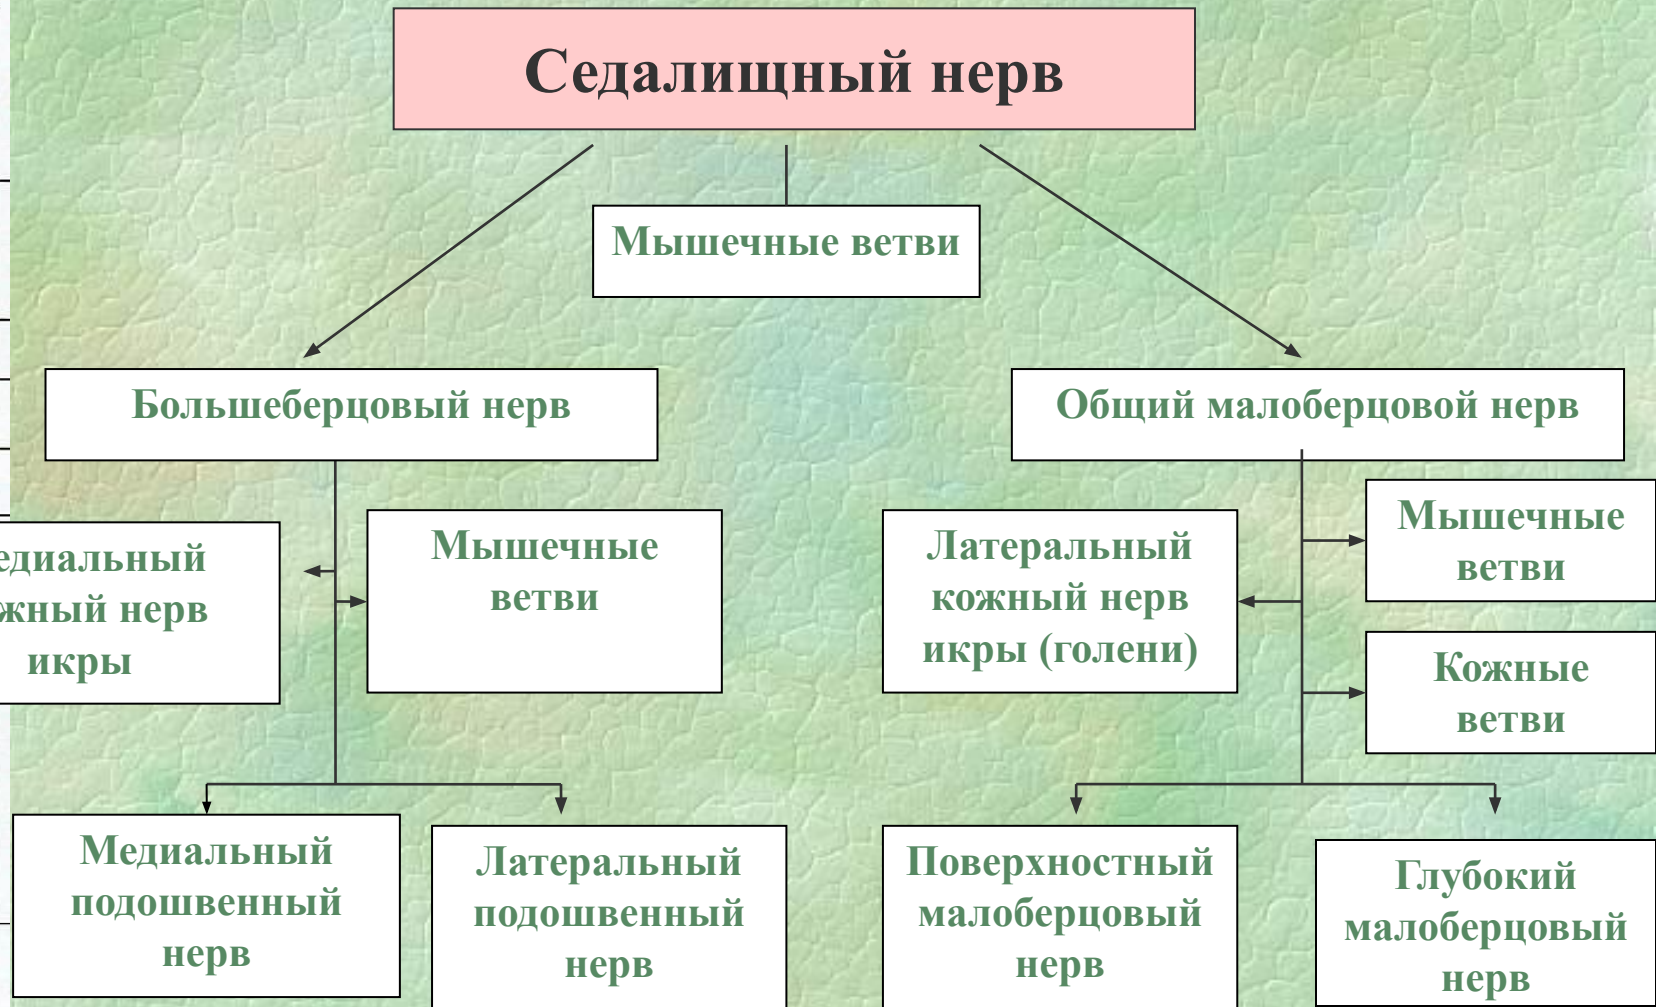 Седалищный нерв
Мышечные ветви
Большеберцовый нерв
Общий малоберцовой нерв
едиальный
жный нерв
икры
Мышечные
ветви
Латеральный
кожный нерв
икры (голени)
Мышечные
ветви
Кожные
ветви
Медиальный
подошвенный
нерв
Латеральный
подошвенный
нерв
Поверхностный
малоберцовый
нерв
Глубокий
малоберцовый
нерв